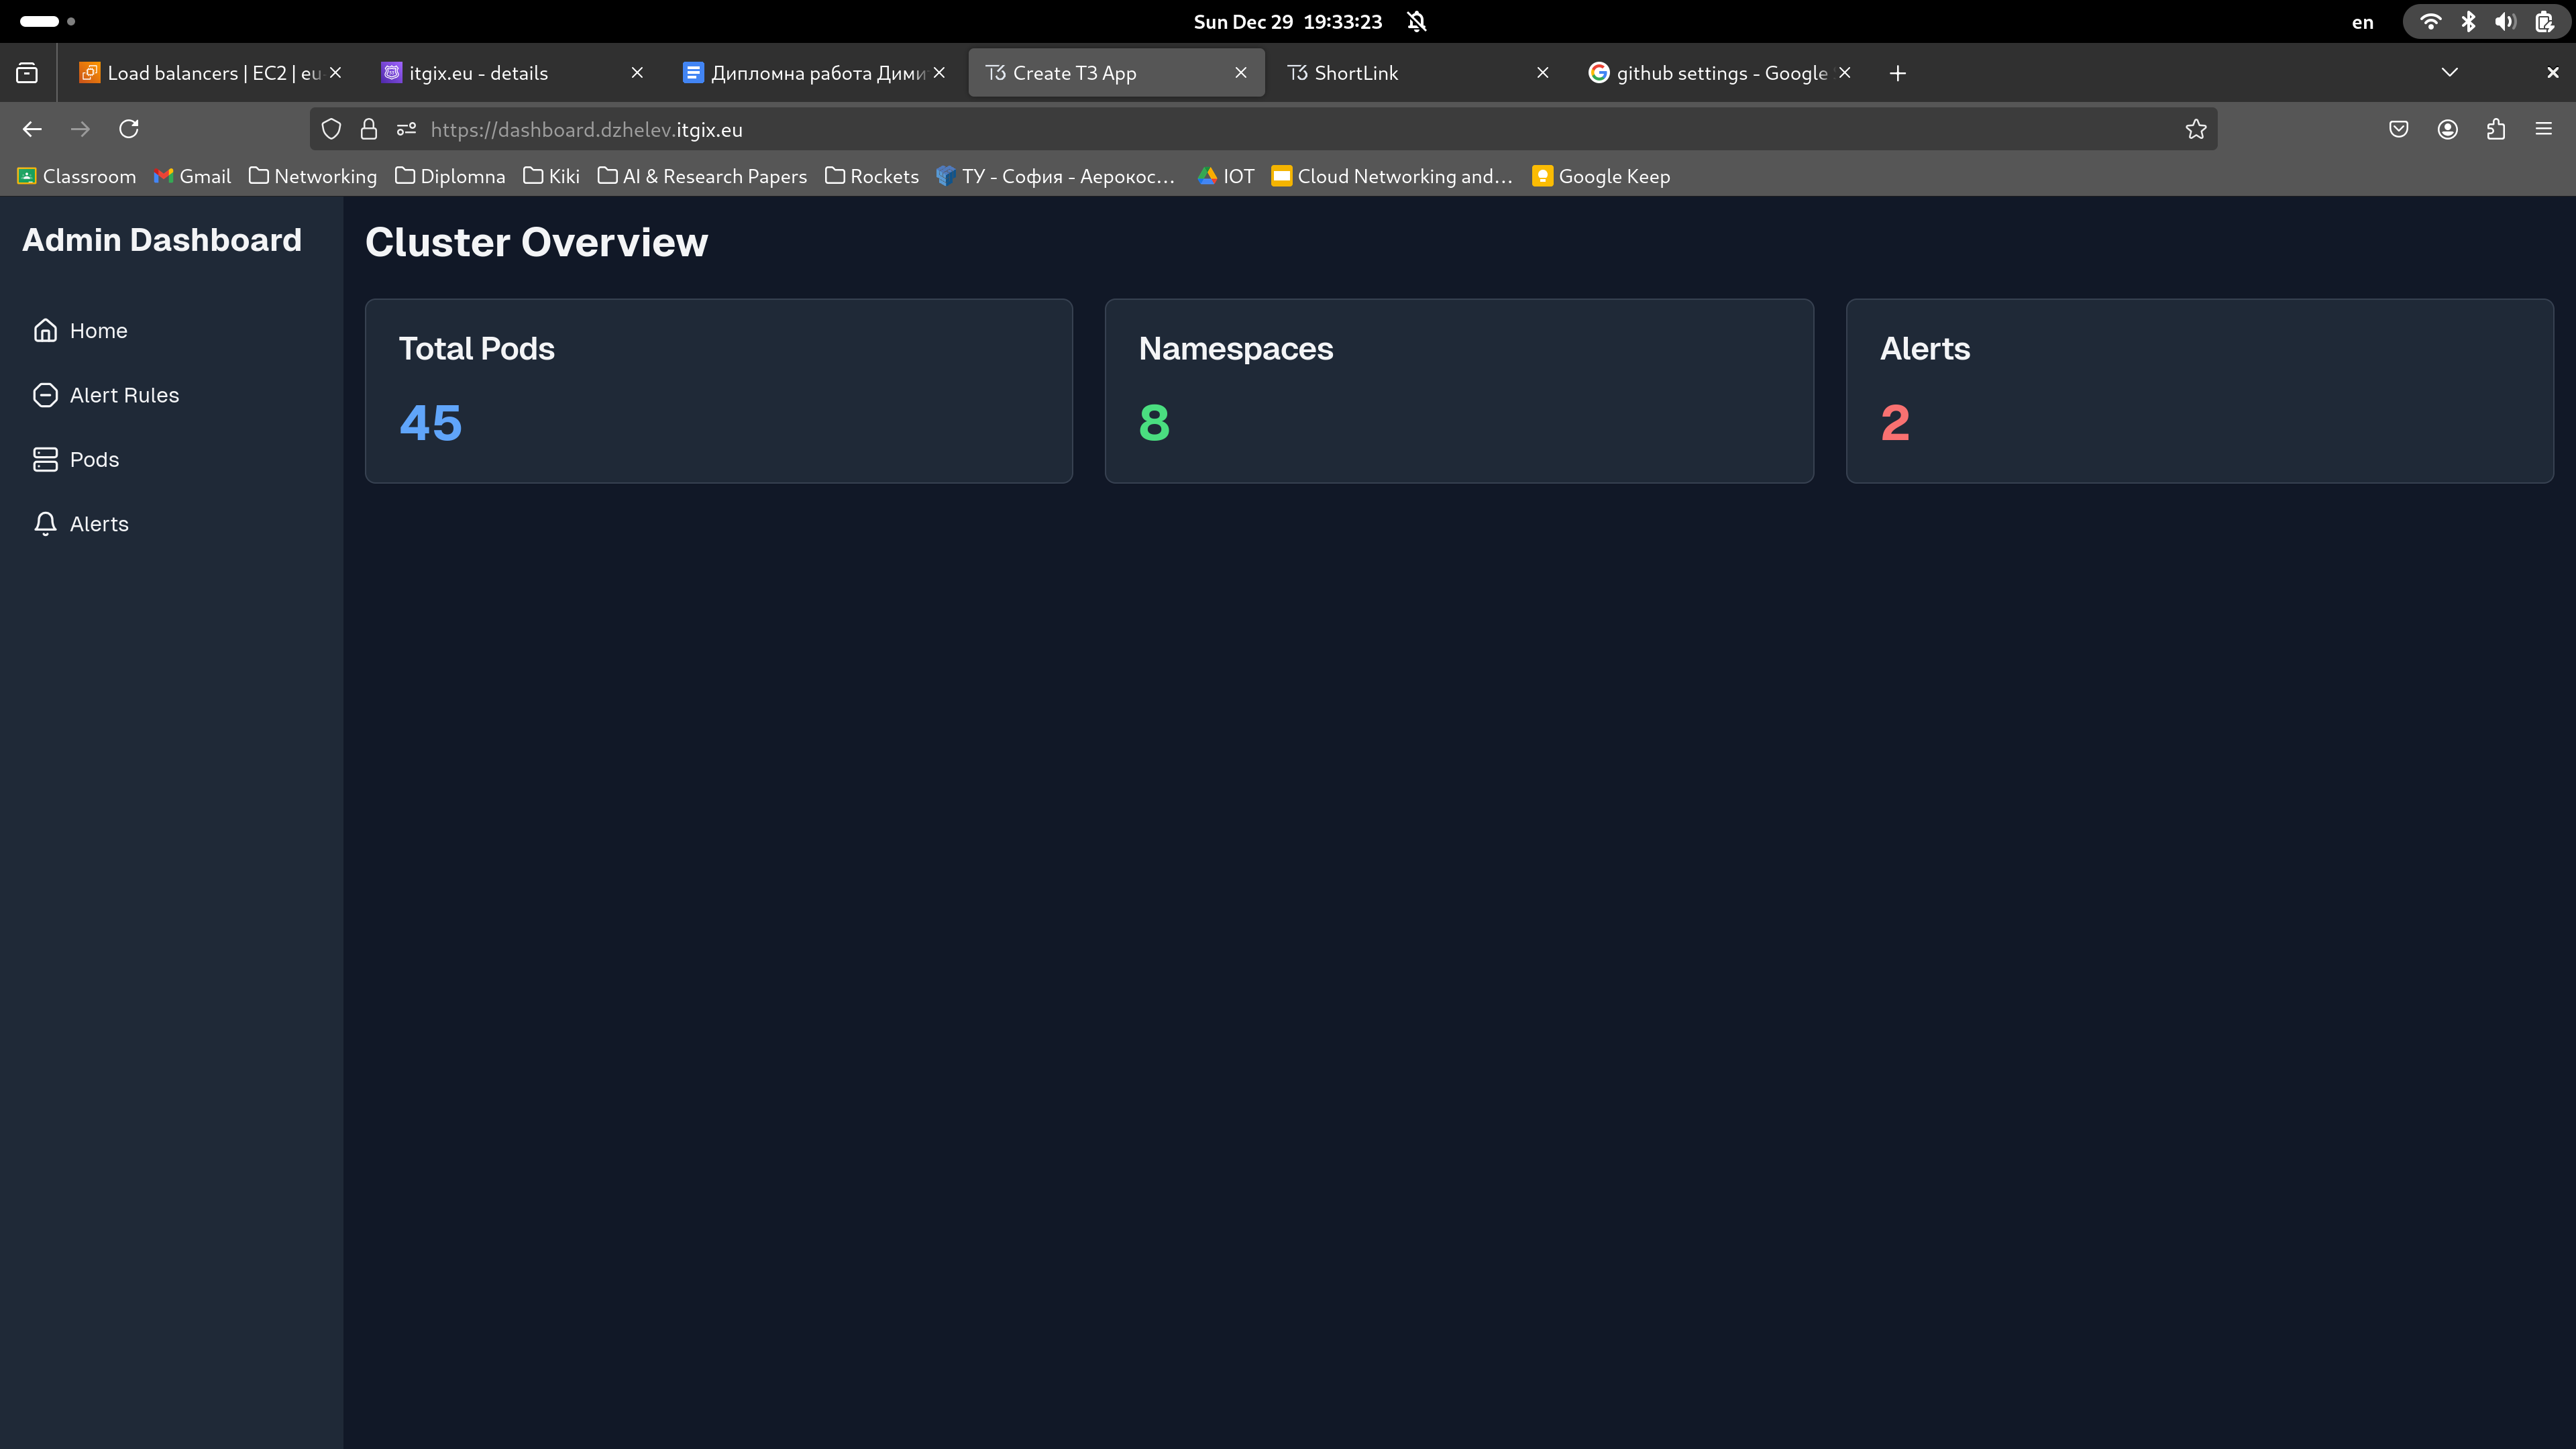 Sun Dec 29 19:33:23
en
Load balancers | EC2 | eu
itgix.eu - details
Дипломна работа Дими
Create T3 App
ShortLink
github settings - Google
https://dashboard.dzhelev.itgix.eu
Classroom
Gmail
Networking
Diplomna
Kiki
AI & Research Papers
Rockets
ТУ - София - Аерокос...
IOT
Cloud Networking and...
Google Keep
Admin Dashboard
Home
Alert Rules
Pods
Alerts
Cluster Overview
Total Pods
45
Namespaces
8
Alerts
2